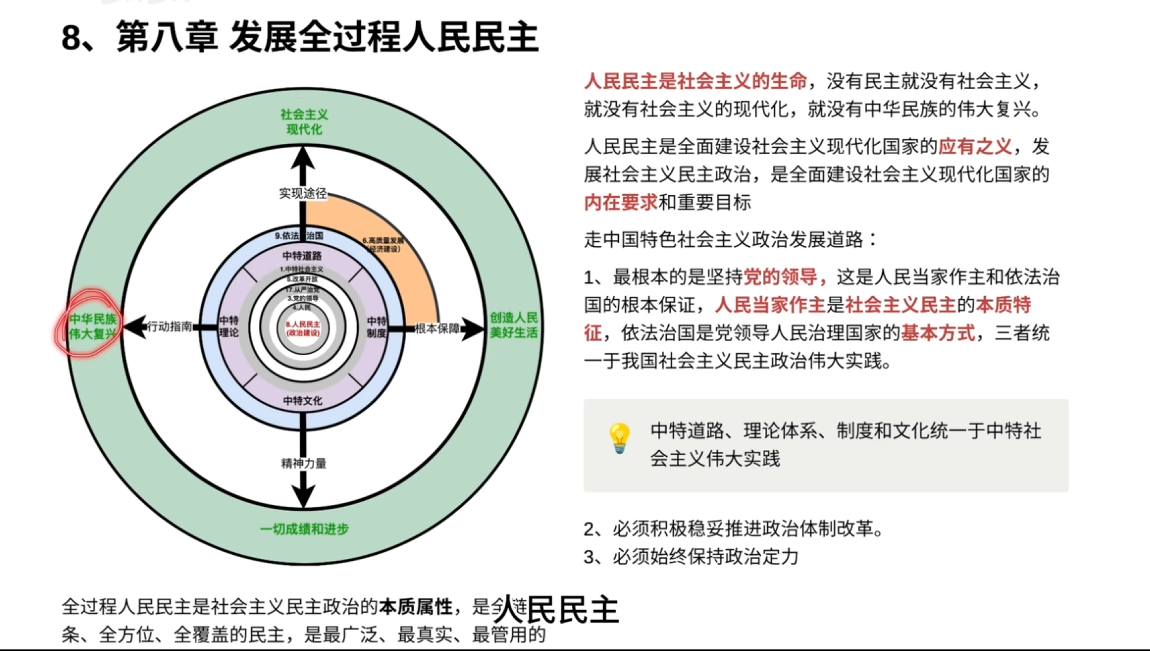 8、第八章 发展全过程人民民主
社会主义
现代化
实现途径
9.依法治国
6.高质量发展
(经济建设)
中特道路
1.中特社会主义
5.改革开放
17.从严治党
3.党的领导
4.人民
8.人民民主
(政治建设)
中特
理论
中特
制度
中特文化
中华民族
伟大复兴
行动指南
根本保障
创造人民
美好生活
精神力量
一切成绩和进步
人民民主是社会主义的生命，没有民主就没有社会主义，
就没有社会主义的现代化，就没有中华民族的伟大复兴。
人民民主是全面建设社会主义现代化国家的应有之义，发
展社会主义民主政治，是全面建设社会主义现代化国家的
内在要求和重要目标
走中国特色社会主义政治发展道路：
1、最根本的是坚持党的领导，这是人民当家作主和依法治
国的根本保证，人民当家作主是社会主义民主的本质特
征，依法治国是党领导人民治理国家的基本方式，三者统
一于我国社会主义民主政治伟大实践。
中特道路、理论体系、制度和文化统一于中特社
会主义伟大实践
2、必须积极稳妥推进政治体制改革。
3、必须始终保持政治定力
全过程人民民主是社会主义民主政治的本质属性，是全链
条、全方位、全覆盖的民主，是最广泛、最真实、最管用的
人民民主